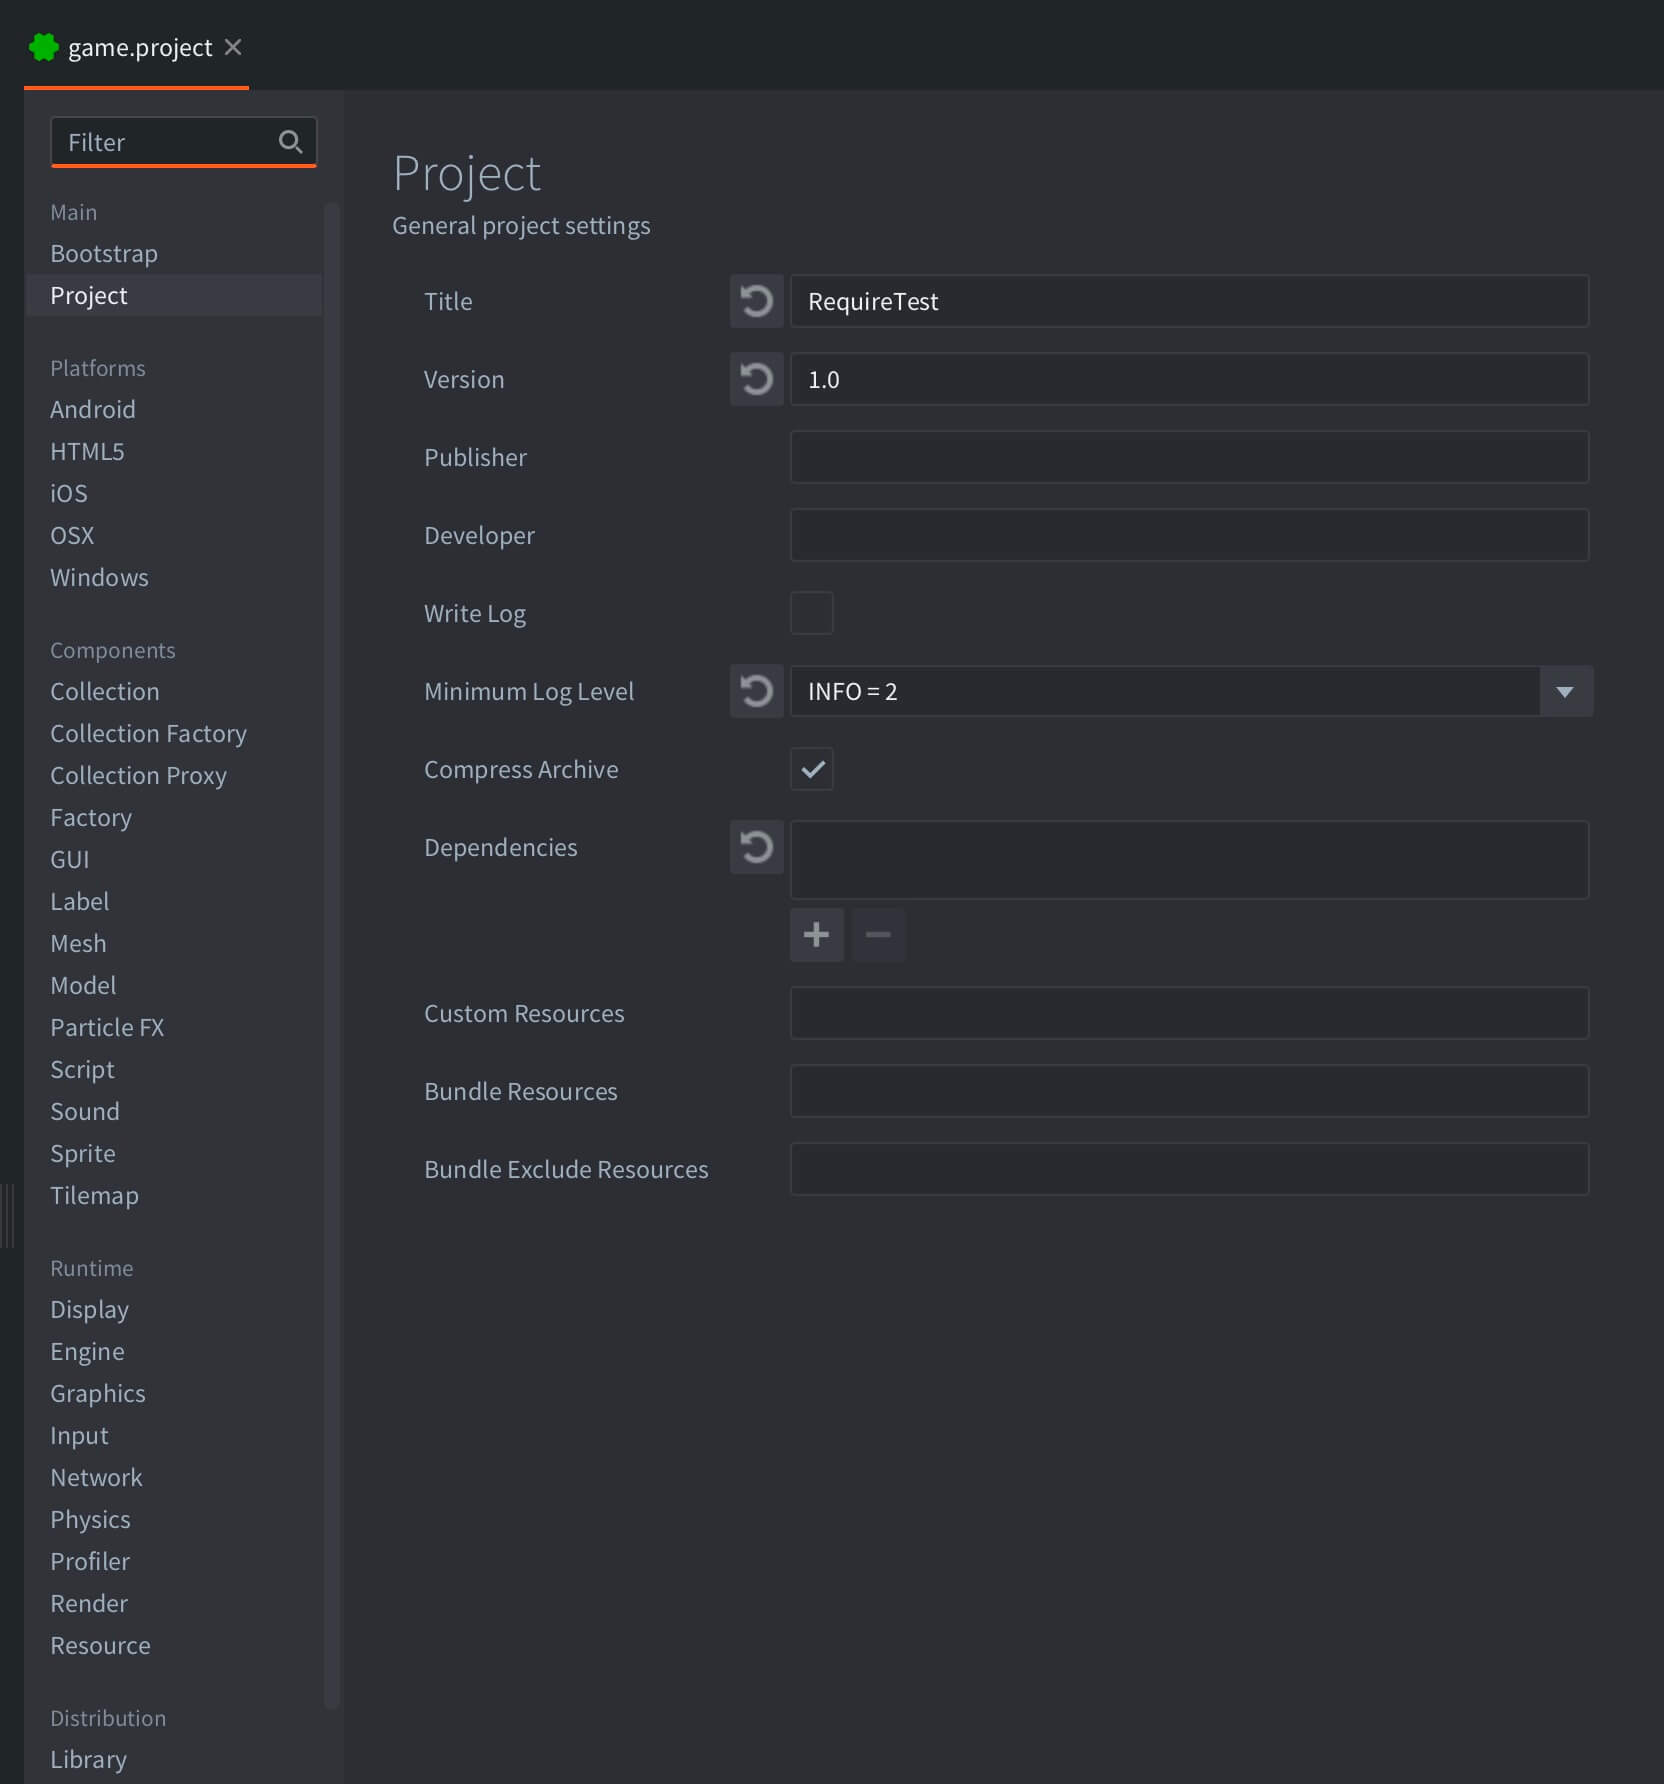 game.project
Filter
Main
Bootstrap
Project
Platforms
Android
HTML5
iOS
OSX
Windows
Components
Collection
Collection Factory
Collection Proxy
Factory
GUI
Label
Mesh
Model
Particle FX
Script
Sound
Sprite
Tilemap
Runtime
Display
Engine
Graphics
Input
Network
Physics
Profiler
Render
Resource
Distribution
Library
Project
General project settings
Title RequireTest
Version 1.0
Publisher
Developer
Write Log
Minimum Log Level INFO = 2
Compress Archive
Dependencies
Custom Resources
Bundle Resources
Bundle Exclude Resources